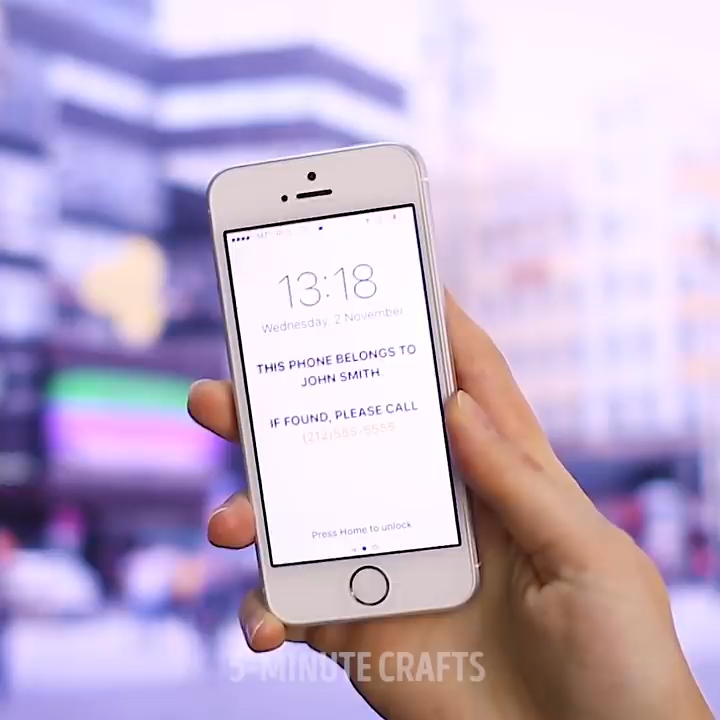 13:18
Wednesday, 2 November
THIS PHONE BELONGS TO
JOHN SMITH
IF FOUND, PLEASE CALL
(212)555-5555
Press Home to unlock
5-MINUTE CRAFTS